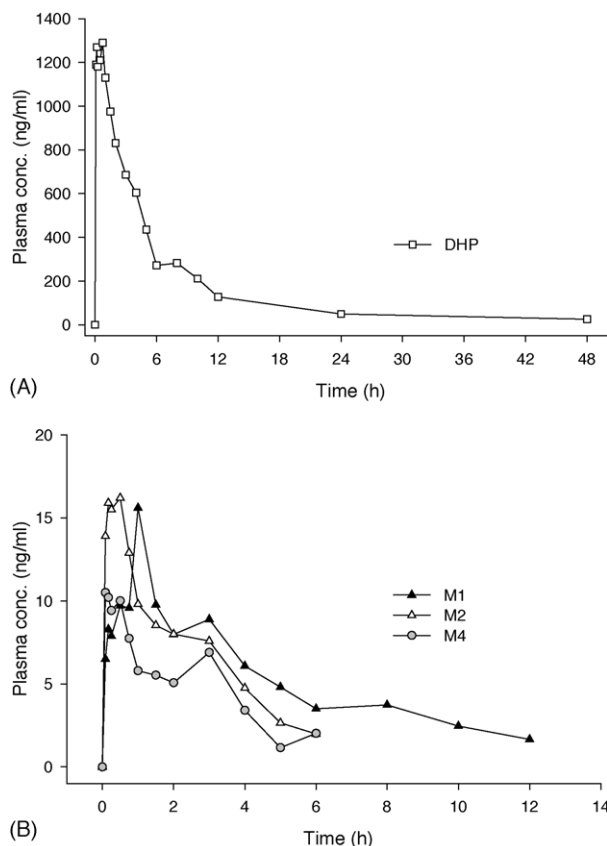 1400
1200
1000
800
600
400
200
0
Plasma conc. (ng/ml)
DHP
0 6 12 18 24 30 36 42 48
Time (h)
(A)
20
15
10
5
0
Plasma conc. (ng/ml)
M1
M2
M4
0 2 4 6 8 10 12 14
Time (h)
(B)